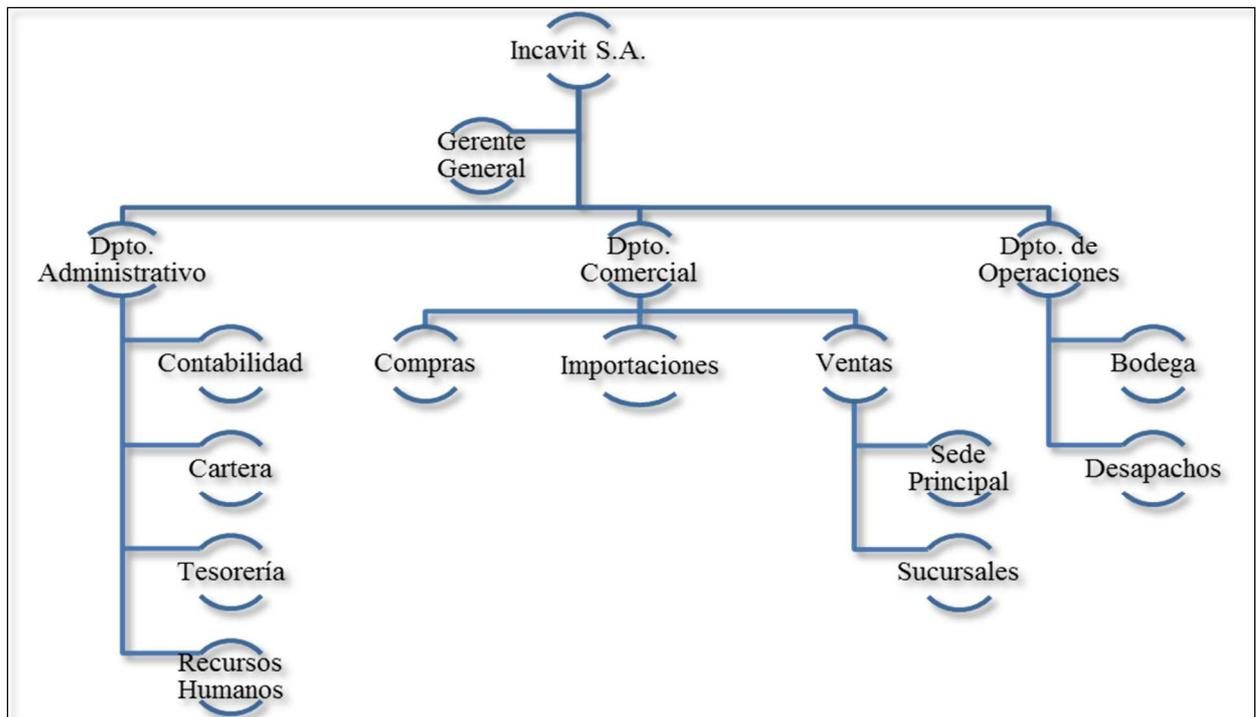 Incavit S.A.
Gerente
General
Dpto.
Administrativo
Dpto.
Comercial
Dpto. de
Operaciones
Contabilidad
Compras
Importaciones
Ventas
Bodega
Cartera
Sede
Principal
Desapachos
Tesorería
Sucursales
Recursos
Humanos